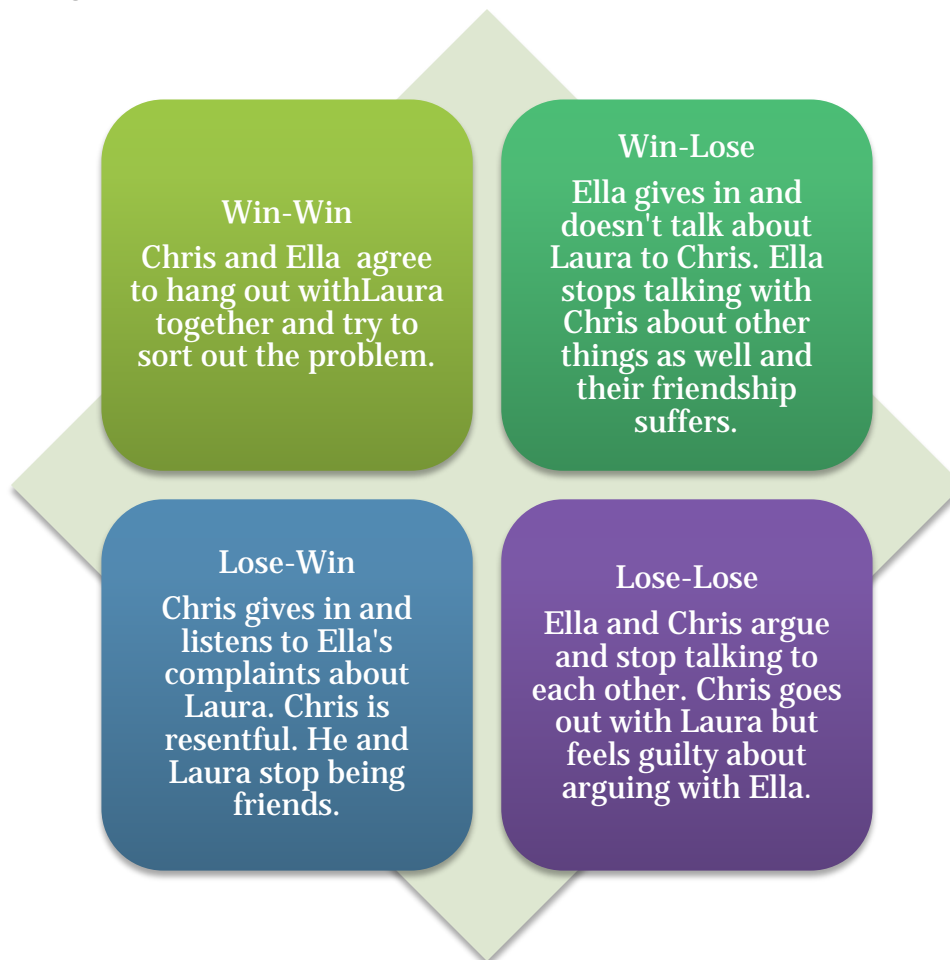 Win-Win
Chris and Ella  agree
to hang out withLaura
together and try to
sort out the problem.
Win-Lose
Ella gives in and
doesn't talk about
Laura to Chris. Ella
stops talking with
Chris about other
things as well and
their friendship
suffers.
Lose-Win
Chris gives in and
listens to Ella's
complaints about
Laura. Chris is
resentful. He and
Laura stop being
friends.
Lose-Lose
Ella and Chris argue
and stop talking to
each other. Chris goes
out with Laura but
feels guilty about
arguing with Ella.